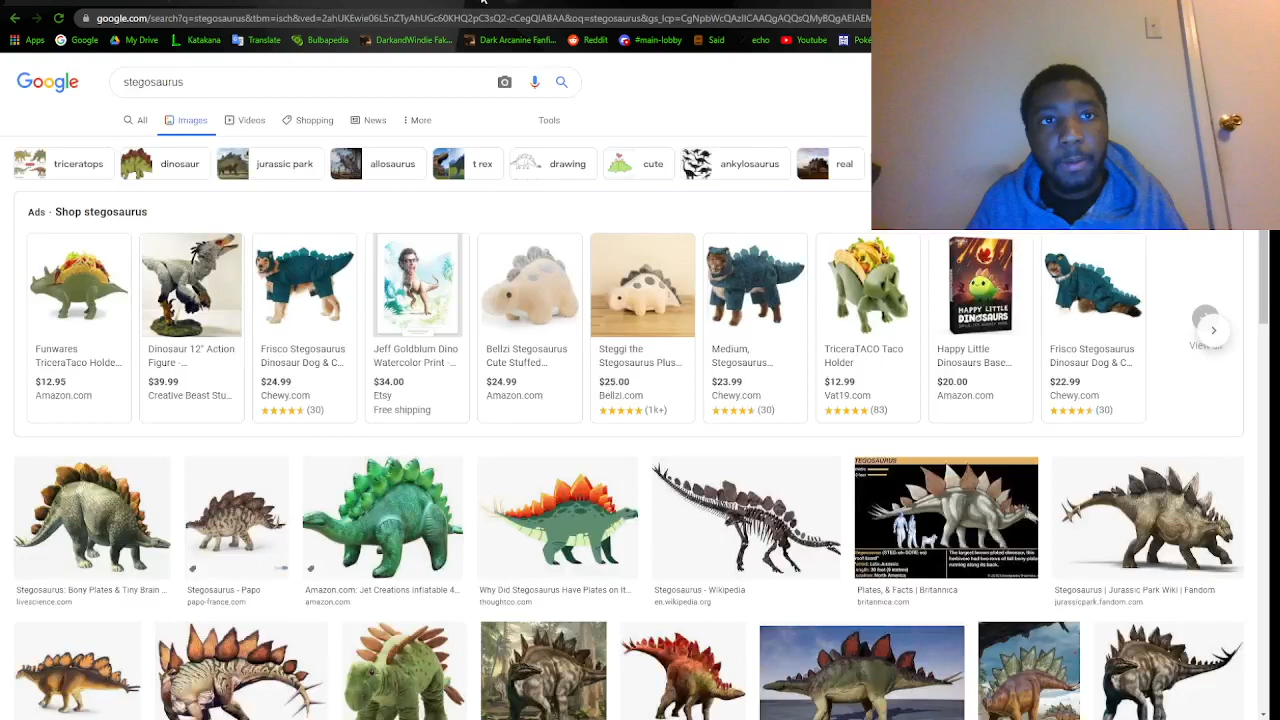 google.com/search?q=stegosaurus&tbm=isch&ved=
Apps Google My Drive Katakana Translate Bulbapedia DarkandWindie Fak... Dark Arcanine Fanfi... Reddit #main-lobby Said echo Youtube Poké
Google stegosaurus
All Images Videos Shopping News More Tools
triceratops dinosaur jurassic park allosaurus t rex drawing cute ankylosaurus real
Ads · Shop stegosaurus
Funwares TriceraTaco Holde... $12.95 Amazon.com
Dinosaur 12" Action Figure -... $39.99 Creative Beast Stu...
Frisco Stegosaurus Dinosaur Dog & C... $24.99 Chewy.com (30)
Jeff Goldblum Dino Watercolor Print -... $34.00 Etsy Free shipping
Bellzi Stegosaurus Cute Stuffed... $24.99 Amazon.com
Steggi the Stegosaurus Plus... $25.00 Bellzi.com (1k+)
Medium, Stegosaurus... $23.99 Chewy.com (30)
TriceraTACO Taco Holder $12.99 Vat19.com (83)
HAPPY LITTLE DINOSAURS
Happy Little Dinosaurs Base... $20.00 Amazon.com
Frisco Stegosaurus Dinosaur Dog & C... $22.99 Chewy.com (30)
View all
Stegosaurus: Bony Plates & Tiny Brain ... livescience.com
Stegosaurus - Papo papo-france.com
Amazon.com: Jet Creations Inflatable 4... amazon.com
Why Did Stegosaurus Have Plates on It... thoughtco.com
Stegosaurus - Wikipedia en.wikipedia.org
Plates, & Facts | Britannica britannica.com
Stegosaurus | Jurassic Park Wiki | Fandom jurassicpark.fandom.com